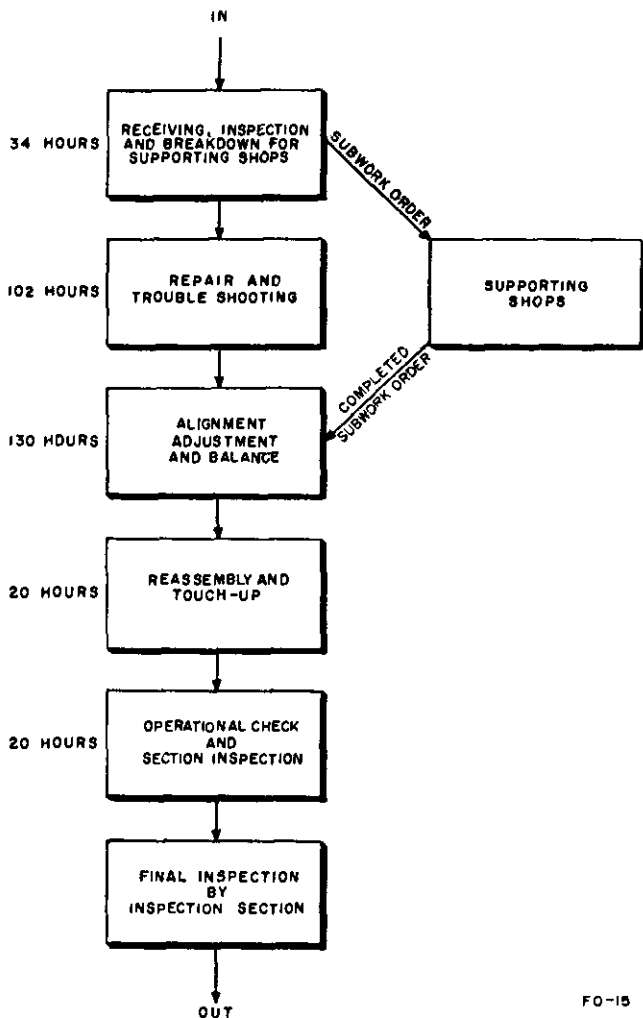 IN
34 HOURS
RECEIVING, INSPECTION
AND BREAKDOWN FOR
SUPPORTING SHOPS
SUBWORK ORDER
102 HOURS
REPAIR AND
TROUBLE SHOOTING
SUPPORTING
SHOPS
COMPLETED
SUBWORK ORDER
130 HOURS
ALIGNMENT
ADJUSTMENT
AND BALANCE
20 HOURS
REASSEMBLY AND
TOUCH-UP
20 HOURS
OPERATIONAL CHECK
AND
SECTION INSPECTION
FINAL INSPECTION
BY
INSPECTION SECTION
OUT
FO-15